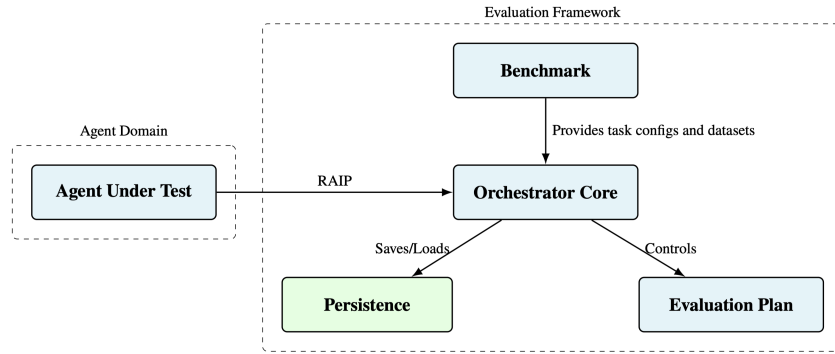 Evaluation Framework
Benchmark
Provides task configs and datasets
Agent Domain
Agent Under Test
RAIP
Orchestrator Core
Saves/Loads
Controls
Persistence
Evaluation Plan